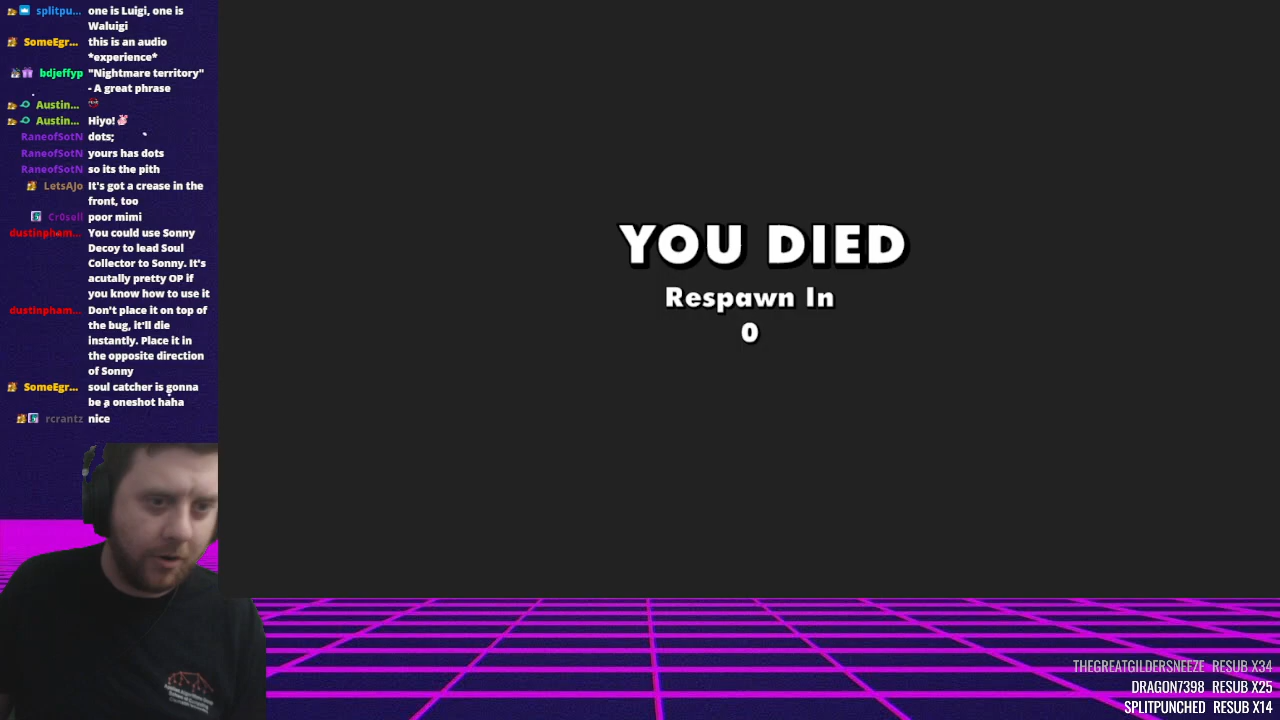 splitpu... one is Luigi, one is
Waluigi
SomeEgr... this is an audio
*experience*
bdjeffyp "Nightmare territory"
- A great phrase
Austin...
Austin... Hiyo!
RaneofSotN dots;
RaneofSotN yours has dots
RaneofSotN so its the pith
LetsAJo It's got a crease in the
front, too
Cr0sell poor mimi
dustinpham... You could use Sonny
Decoy to lead Soul
Collector to Sonny. It's
acutally pretty OP if
you know how to use it
dustinpham... Don't place it on top of
the bug, it'll die
instantly. Place it in
the opposite direction
of Sonny
SomeEgr... soul catcher is gonna
be a oneshot haha
rcrantz nice
YOU DIED
Respawn In
0
THEGREATGILDERSNEEZE RESUB X34
DRAGON7398 RESUB X25
SPLITPUNCHED RESUB X14